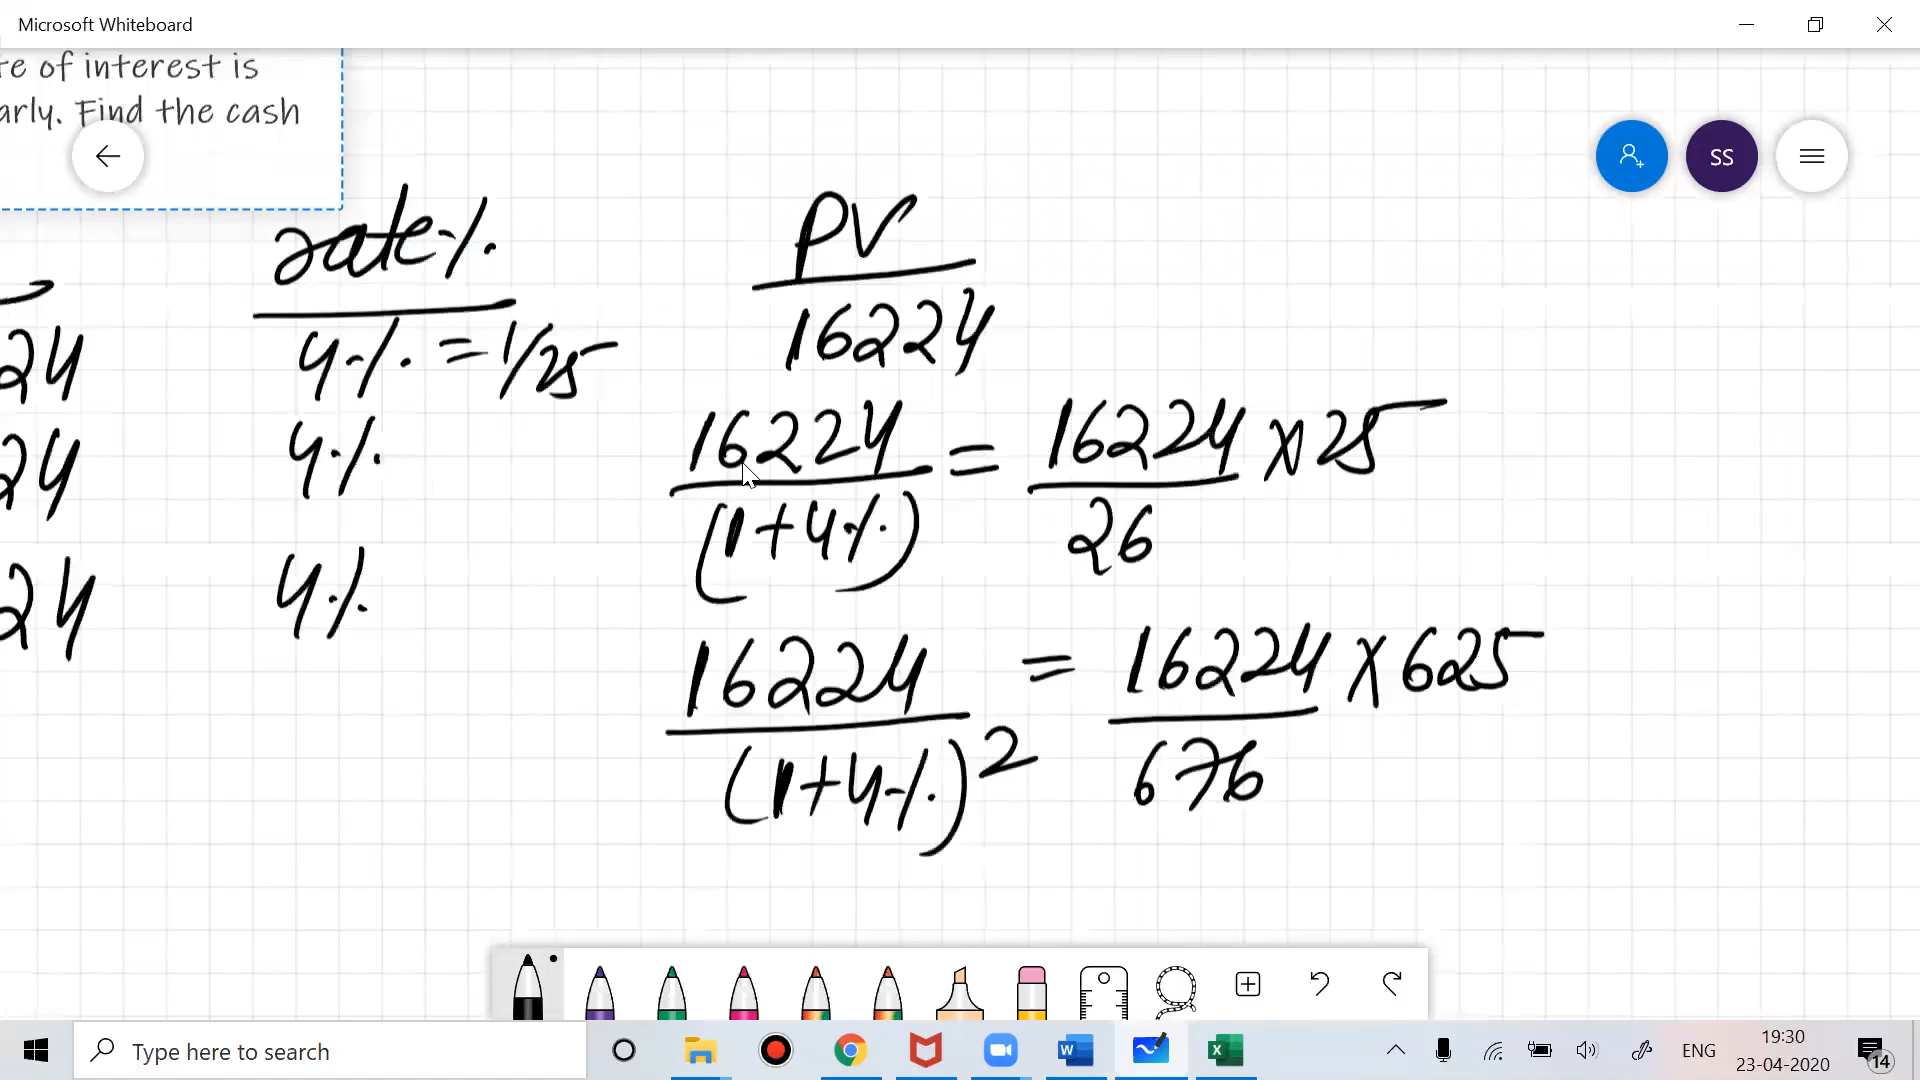 Microsoft Whiteboard
te of interest is
arly. Find the cash
SS
rate %
PV
24
4% = 1/25
16224
24
4%
16224 = 16224 × 25
(1+4%) 26
24
4%
16224 = 16224 × 625
(1+4%)² 676
Type here to search
ENG
19:30
23-04-2020
14